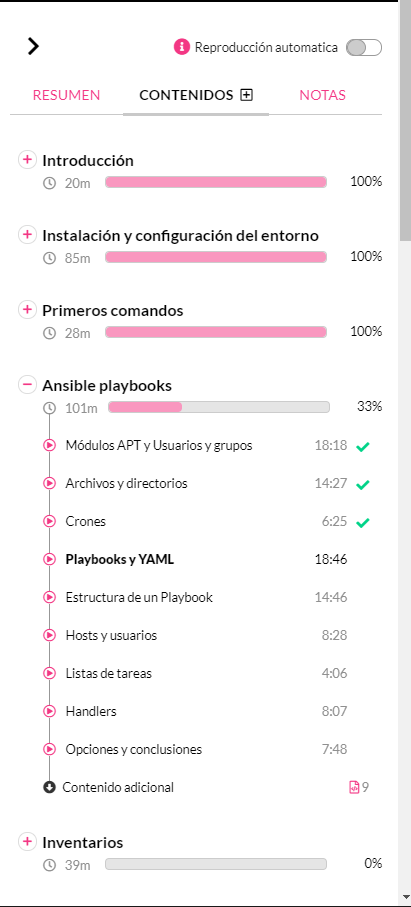 Reproducción automatica
RESUMEN CONTENIDOS NOTAS
Introducción
20m 100%
Instalación y configuración del entorno
85m 100%
Primeros comandos
28m 100%
Ansible playbooks
101m 33%
Módulos APT y Usuarios y grupos 18:18
Archivos y directorios 14:27
Crones 6:25
Playbooks y YAML 18:46
Estructura de un Playbook 14:46
Hosts y usuarios 8:28
Listas de tareas 4:06
Handlers 8:07
Opciones y conclusiones 7:48
Contenido adicional 9
Inventarios
39m 0%